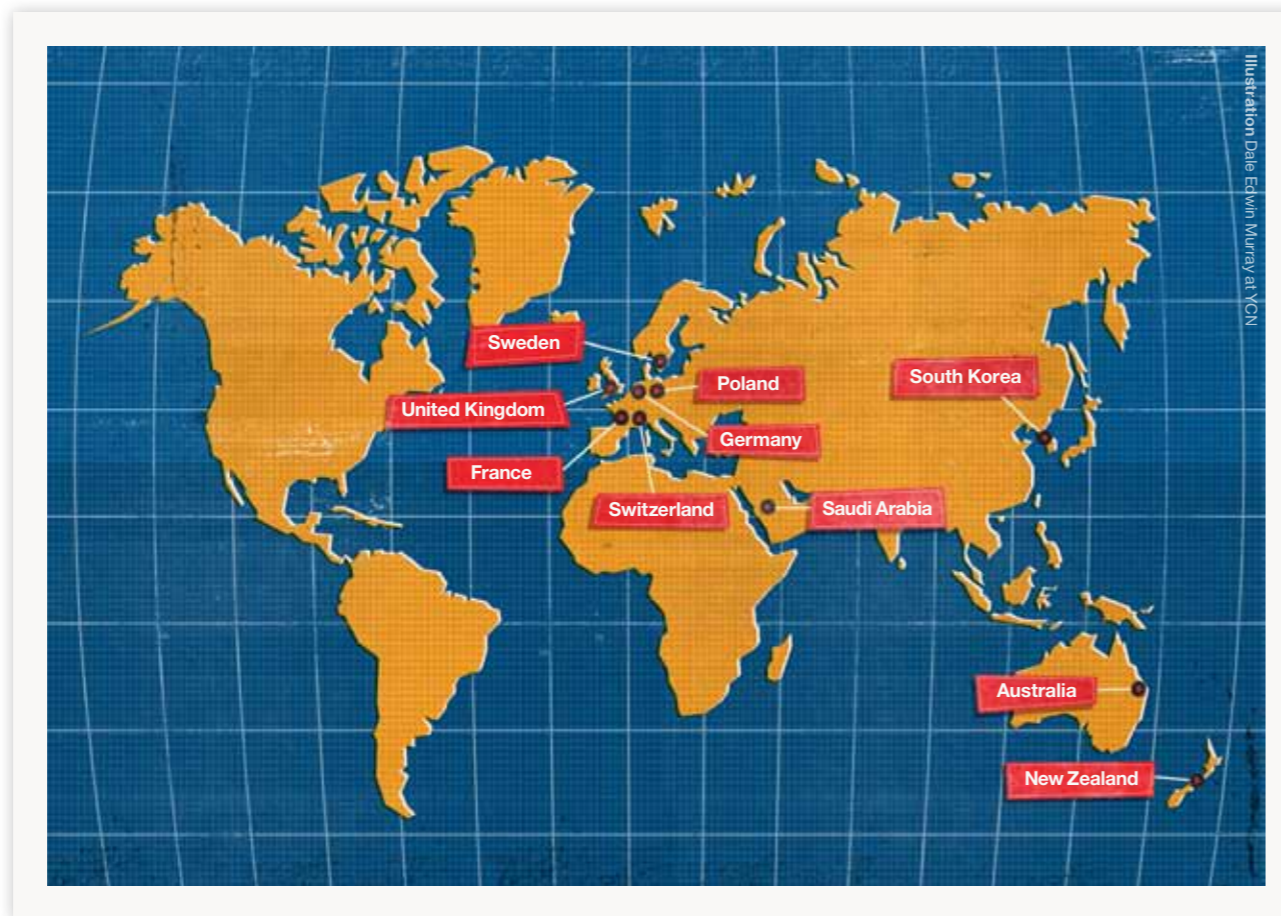 Illustration Dale Edwin Murray at YCN
Sweden
Poland
South Korea
United Kingdom
Germany
France
Switzerland
Saudi Arabia
Australia
New Zealand